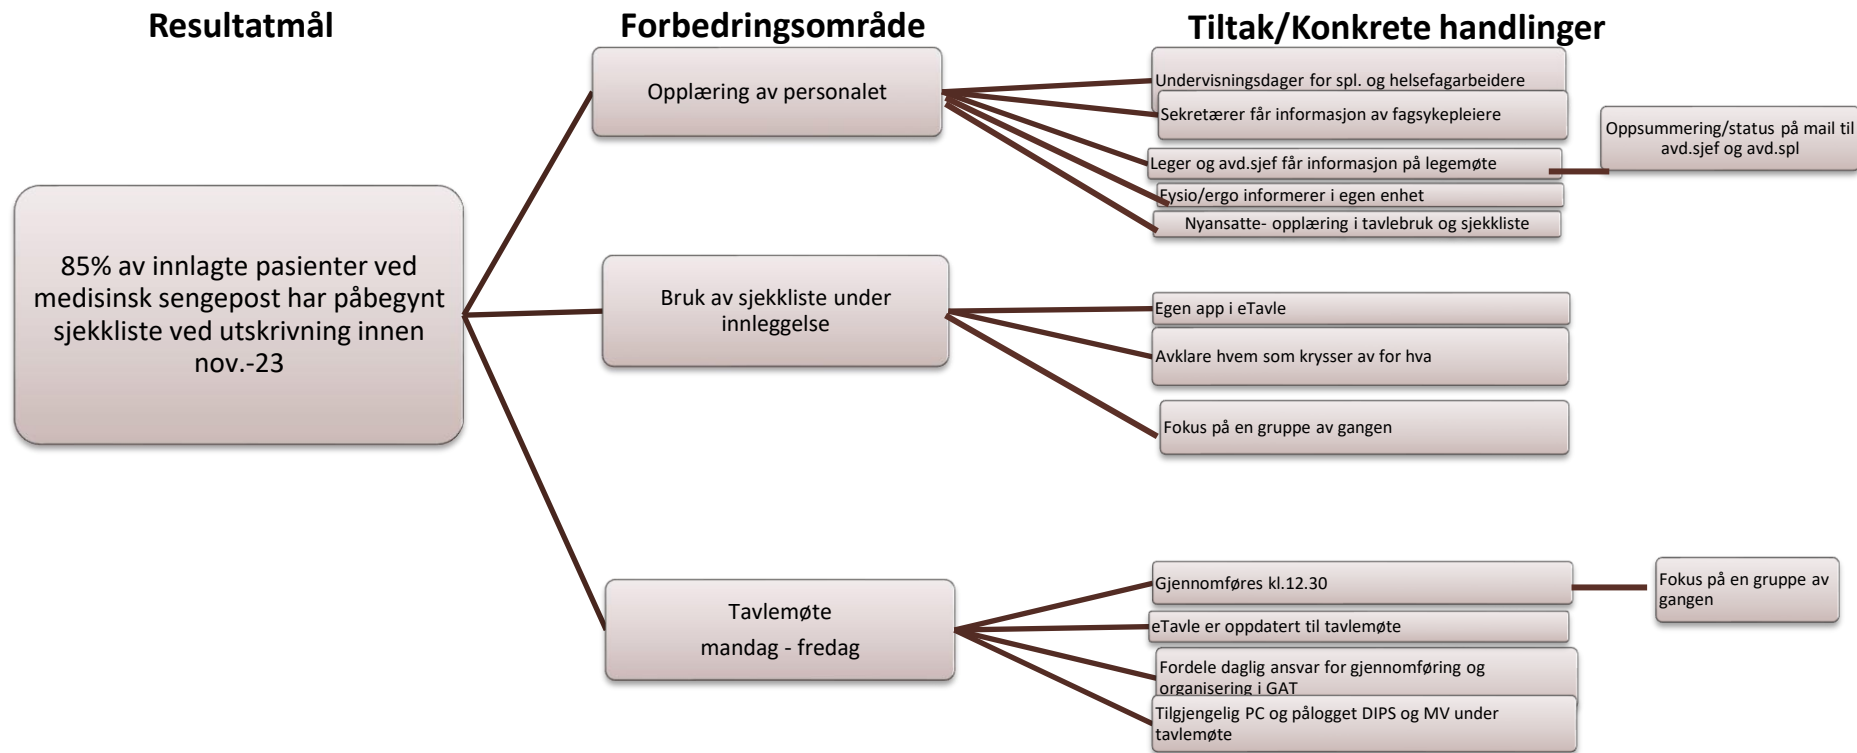 Resultatmål
Forbedringsområde
Tiltak/Konkrete handlinger
85% av innlagte pasienter ved
medisinsk sengepost har påbegynt
sjekkliste ved utskrivning innen
nov.-23
Opplæring av personalet
Undervisningsdager for spl. og helsefagarbeidere
Sekretærer får informasjon av fagsykepleiere
Leger og avd.sjef får informasjon på legemøte
Oppsummering/status på mail til
avd.sjef og avd.spl
Fysio/ergo informerer i egen enhet
Nyansatte- opplæring i tavlebruk og sjekkliste
Bruk av sjekkliste under
innleggelse
Egen app i eTavle
Avklare hvem som krysser av for hva
Fokus på en gruppe av gangen
Tavlemøte
mandag - fredag
Gjennomføres kl.12.30
Fokus på en gruppe av
gangen
eTavle er oppdatert til tavlemøte
Fordele daglig ansvar for gjennomføring og
organisering i GAT
Tilgjengelig PC og pålogget DIPS og MV under
tavlemøte